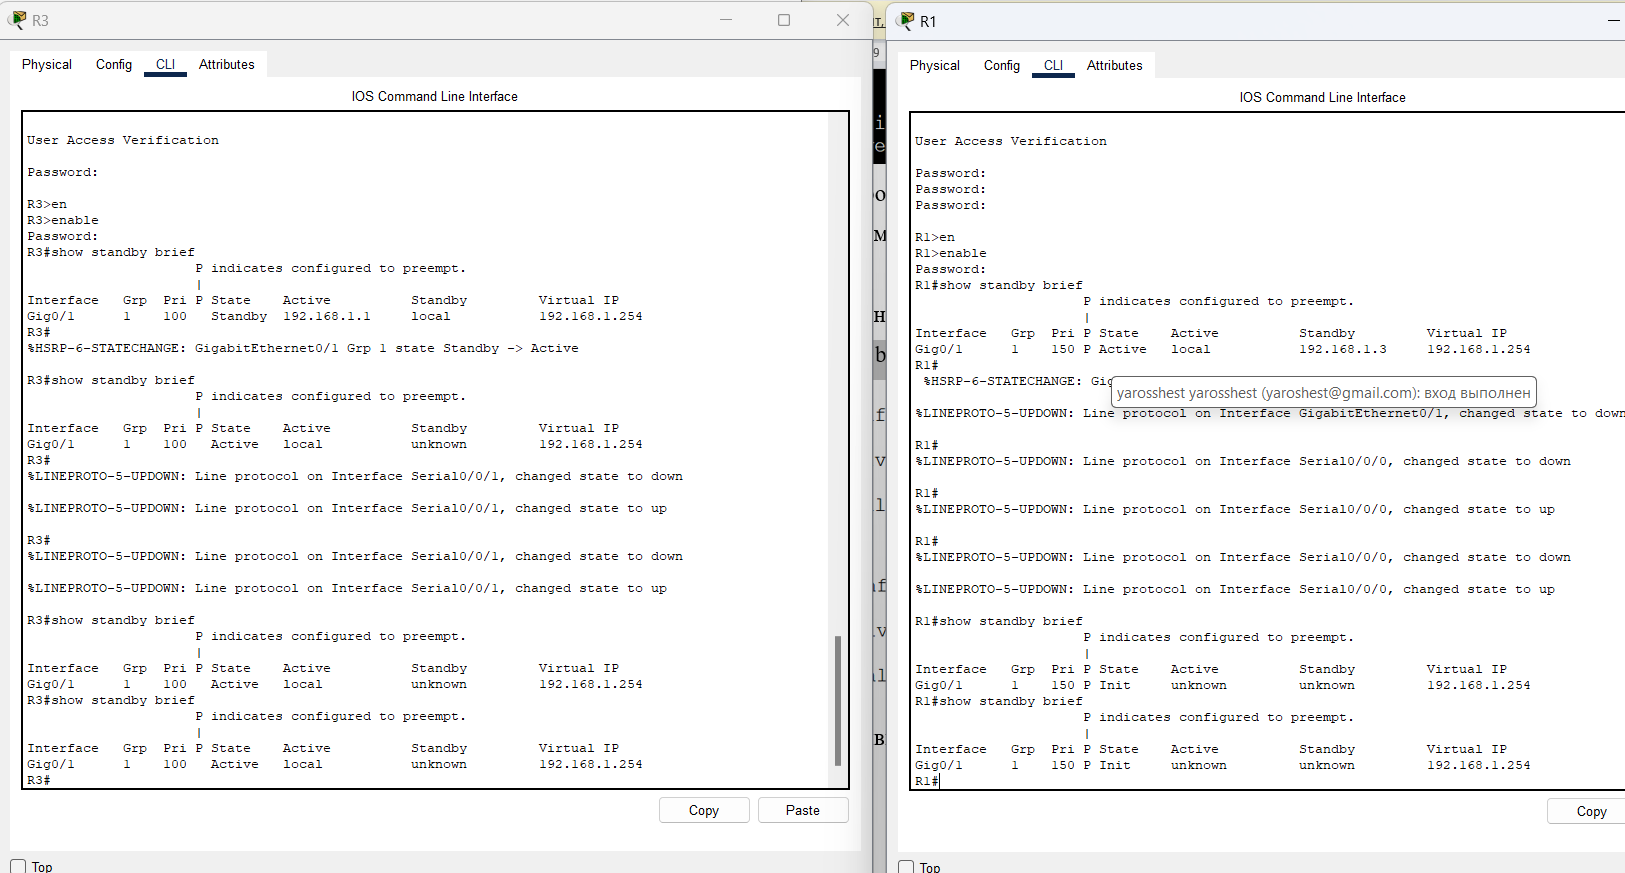 R3
Physical Config CLI Attributes
IOS Command Line Interface
User Access Verification
Password:
R3>en
R3>enable
Password:
R3#show standby brief
P indicates configured to preempt.
|
Interface Grp Pri P State Active Standby Virtual IP
Gig0/1 1 100 Standby 192.168.1.1 local 192.168.1.254
R3#
%HSRP-6-STATECHANGE: GigabitEthernet0/1 Grp 1 state Standby -> Active
R3#show standby brief
P indicates configured to preempt.
|
Interface Grp Pri P State Active Standby Virtual IP
Gig0/1 1 100 Active local unknown 192.168.1.254
R3#
%LINEPROTO-5-UPDOWN: Line protocol on Interface Serial0/0/1, changed state to down
%LINEPROTO-5-UPDOWN: Line protocol on Interface Serial0/0/1, changed state to up
R3#
%LINEPROTO-5-UPDOWN: Line protocol on Interface Serial0/0/1, changed state to down
%LINEPROTO-5-UPDOWN: Line protocol on Interface Serial0/0/1, changed state to up
R3#show standby brief
P indicates configured to preempt.
|
Interface Grp Pri P State Active Standby Virtual IP
Gig0/1 1 100 Active local unknown 192.168.1.254
R3#show standby brief
P indicates configured to preempt.
|
Interface Grp Pri P State Active Standby Virtual IP
Gig0/1 1 100 Active local unknown 192.168.1.254
R3#
Copy Paste
Top
R1
Physical Config CLI Attributes
IOS Command Line Interface
User Access Verification
Password:
Password:
Password:
R1>en
R1>enable
Password:
R1#show standby brief
P indicates configured to preempt.
|
Interface Grp Pri P State Active Standby Virtual IP
Gig0/1 1 150 P Active local 192.168.1.3 192.168.1.254
R1#
%HSRP-6-STATECHANGE:
yarosshest yarosshest (yaroshest@gmail.com): вход выполнен
%LINEPROTO-5-UPDOWN: Line protocol on Interface GigabitEthernet0/1, changed state to down
R1#
%LINEPROTO-5-UPDOWN: Line protocol on Interface Serial0/0/0, changed state to down
R1#
%LINEPROTO-5-UPDOWN: Line protocol on Interface Serial0/0/0, changed state to up
R1#
%LINEPROTO-5-UPDOWN: Line protocol on Interface Serial0/0/0, changed state to down
%LINEPROTO-5-UPDOWN: Line protocol on Interface Serial0/0/0, changed state to up
R1#show standby brief
P indicates configured to preempt.
|
Interface Grp Pri P State Active Standby Virtual IP
Gig0/1 1 150 P Init unknown unknown 192.168.1.254
R1#show standby brief
P indicates configured to preempt.
|
Interface Grp Pri P State Active Standby Virtual IP
Gig0/1 1 150 P Init unknown unknown 192.168.1.254
R1#
Copy
Top